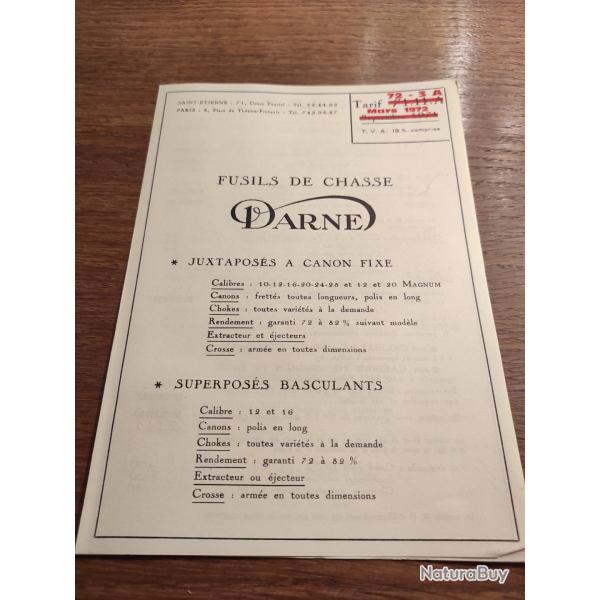 SAINT-ETIENNE : 71, Cours Fauriel - Tél.
PARIS : 4, Place du Théâtre-Français - Tél.
72 - 3 A
Tarif
Mars 1972
T. V. A. 19 % comprise
FUSILS DE CHASSE
DARNE
* JUXTAPOSÉS A CANON FIXE
Calibres : 10-12-16-20-24-28 et 12 et 20 MAGNUM
Canons : frettés toutes longueurs, polis en long
Chokes : toutes variétés à la demande
Rendement : garanti 72 à 82 % suivant modèle
Extracteur et éjecteurs
Crosse : armée en toutes dimensions
* SUPERPOSÉS BASCULANTS
Calibre : 12 et 16
Canons : polis en long
Chokes : toutes variétés à la demande
Rendement : garanti 72 à 82 %
Extracteur ou éjecteur
Crosse : armée en toutes dimensions
NaturaBuy